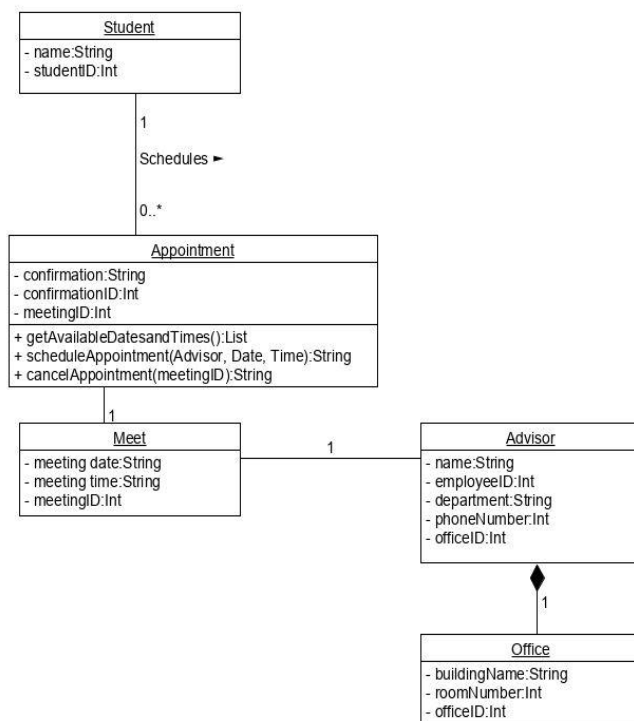 Student
- name:String
- studentID:Int
1
Schedules ►
0..*
Appointment
- confirmation:String
- confirmationID:Int
- meetingID:Int
+ getAvailableDatesandTimes():List
+ scheduleAppointment(Advisor, Date, Time):String
+ cancelAppointment(meetingID):String
1
Meet
- meeting date:String
- meeting time:String
- meetingID:Int
1
Advisor
- name:String
- employeeID:Int
- department:String
- phoneNumber:Int
- officeID:Int
1
Office
- buildingName:String
- roomNumber:Int
- officeID:Int